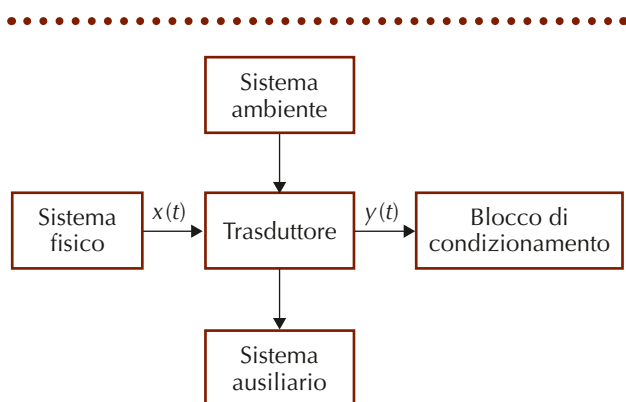 Sistema
ambiente
Sistema
fisico
x(t)
Trasduttore
y(t)
Blocco di
condizionamento
Sistema
ausiliario